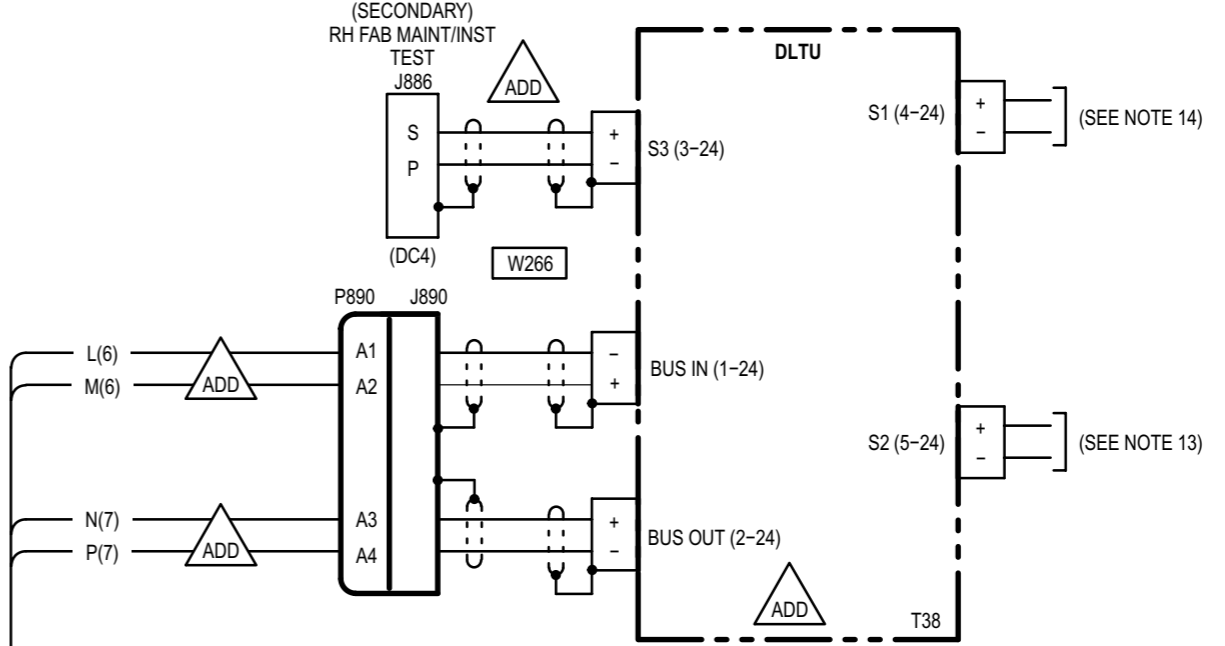 (SECONDARY)
RH FAB MAINT/INST
TEST
J886
ADD
DLTU
S
P
+
−
S3 (3−24)
S1 (4−24)
+
−
(SEE NOTE 14)
(DC4)
W266
P890
J890
L(6)
M(6)
ADD
A1
A2
−
+
BUS IN (1−24)
S2 (5−24)
+
−
(SEE NOTE 13)
N(7)
P(7)
ADD
A3
A4
+
−
BUS OUT (2−24)
ADD
T38